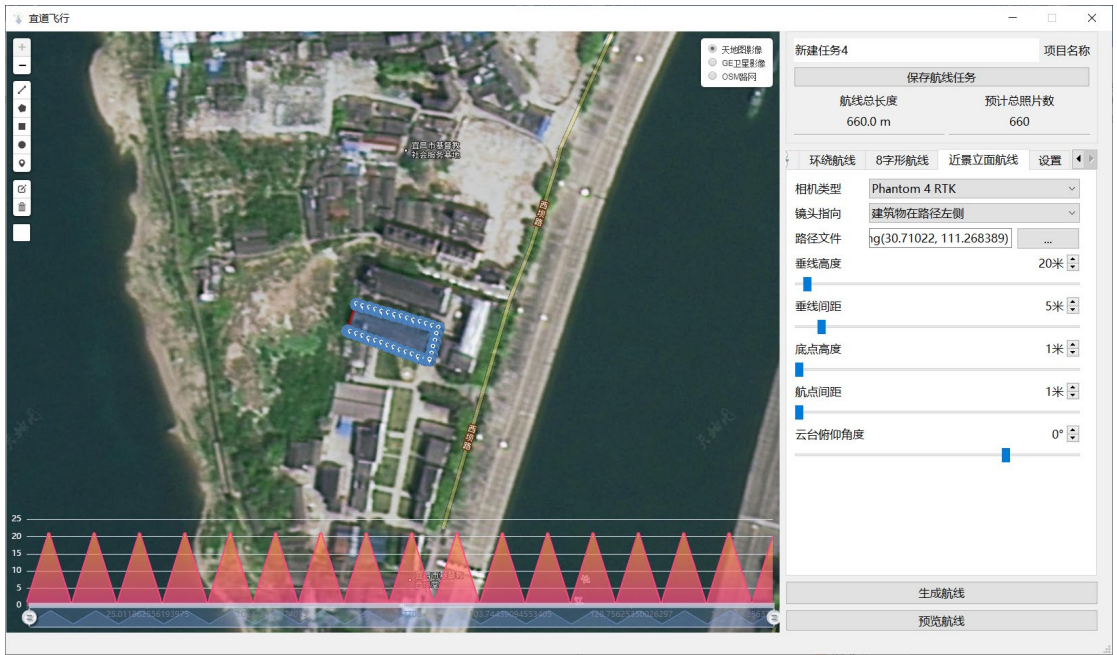 宜道飞行
天地图影像
GE卫星影像
OSM路网
宜昌市基督教
社会服务基地
西坝路
西坝路
25
20
15
10
5
0
新建任务4 项目名称
保存航线任务
航线总长度 预计总照片数
660.0 m 660
环绕航线 8字形航线 近景立面航线 设置
相机类型 Phantom 4 RTK
镜头指向 建筑物在路径左侧
路径文件 ng(30.71022, 111.268389) ...
垂线高度 20米
垂线间距 5米
底点高度 1米
航点间距 1米
云台俯仰角度 0°
生成航线
预览航线